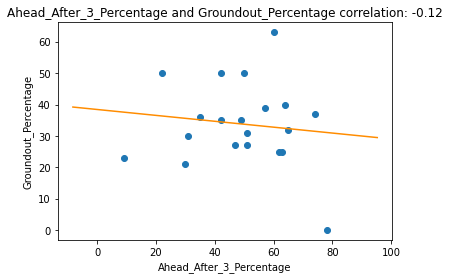 Ahead_After_3_Percentage and Groundout_Percentage correlation: -0.12
60
50
40
30
20
10
0
Groundout_Percentage
0 20 40 60 80 100
Ahead_After_3_Percentage